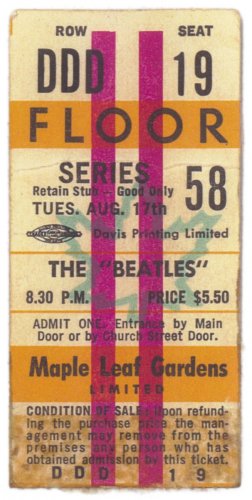 ROW SEAT
DDD 19
FLOOR
SERIES
Retain Stub - Good Only 58
TUES. AUG. 17th
Davis Printing Limited
THE "BEATLES"
8.30 P.M. PRICE $5.50
ADMIT ONE. Entrance by Main
Door or by Church Street Door.
Maple Leaf Gardens
LIMITED
CONDITION OF SALE: Upon refund-
ing the purchase price the man-
agement may remove from the
premises any person who has
obtained admission by this ticket.
DDD 19